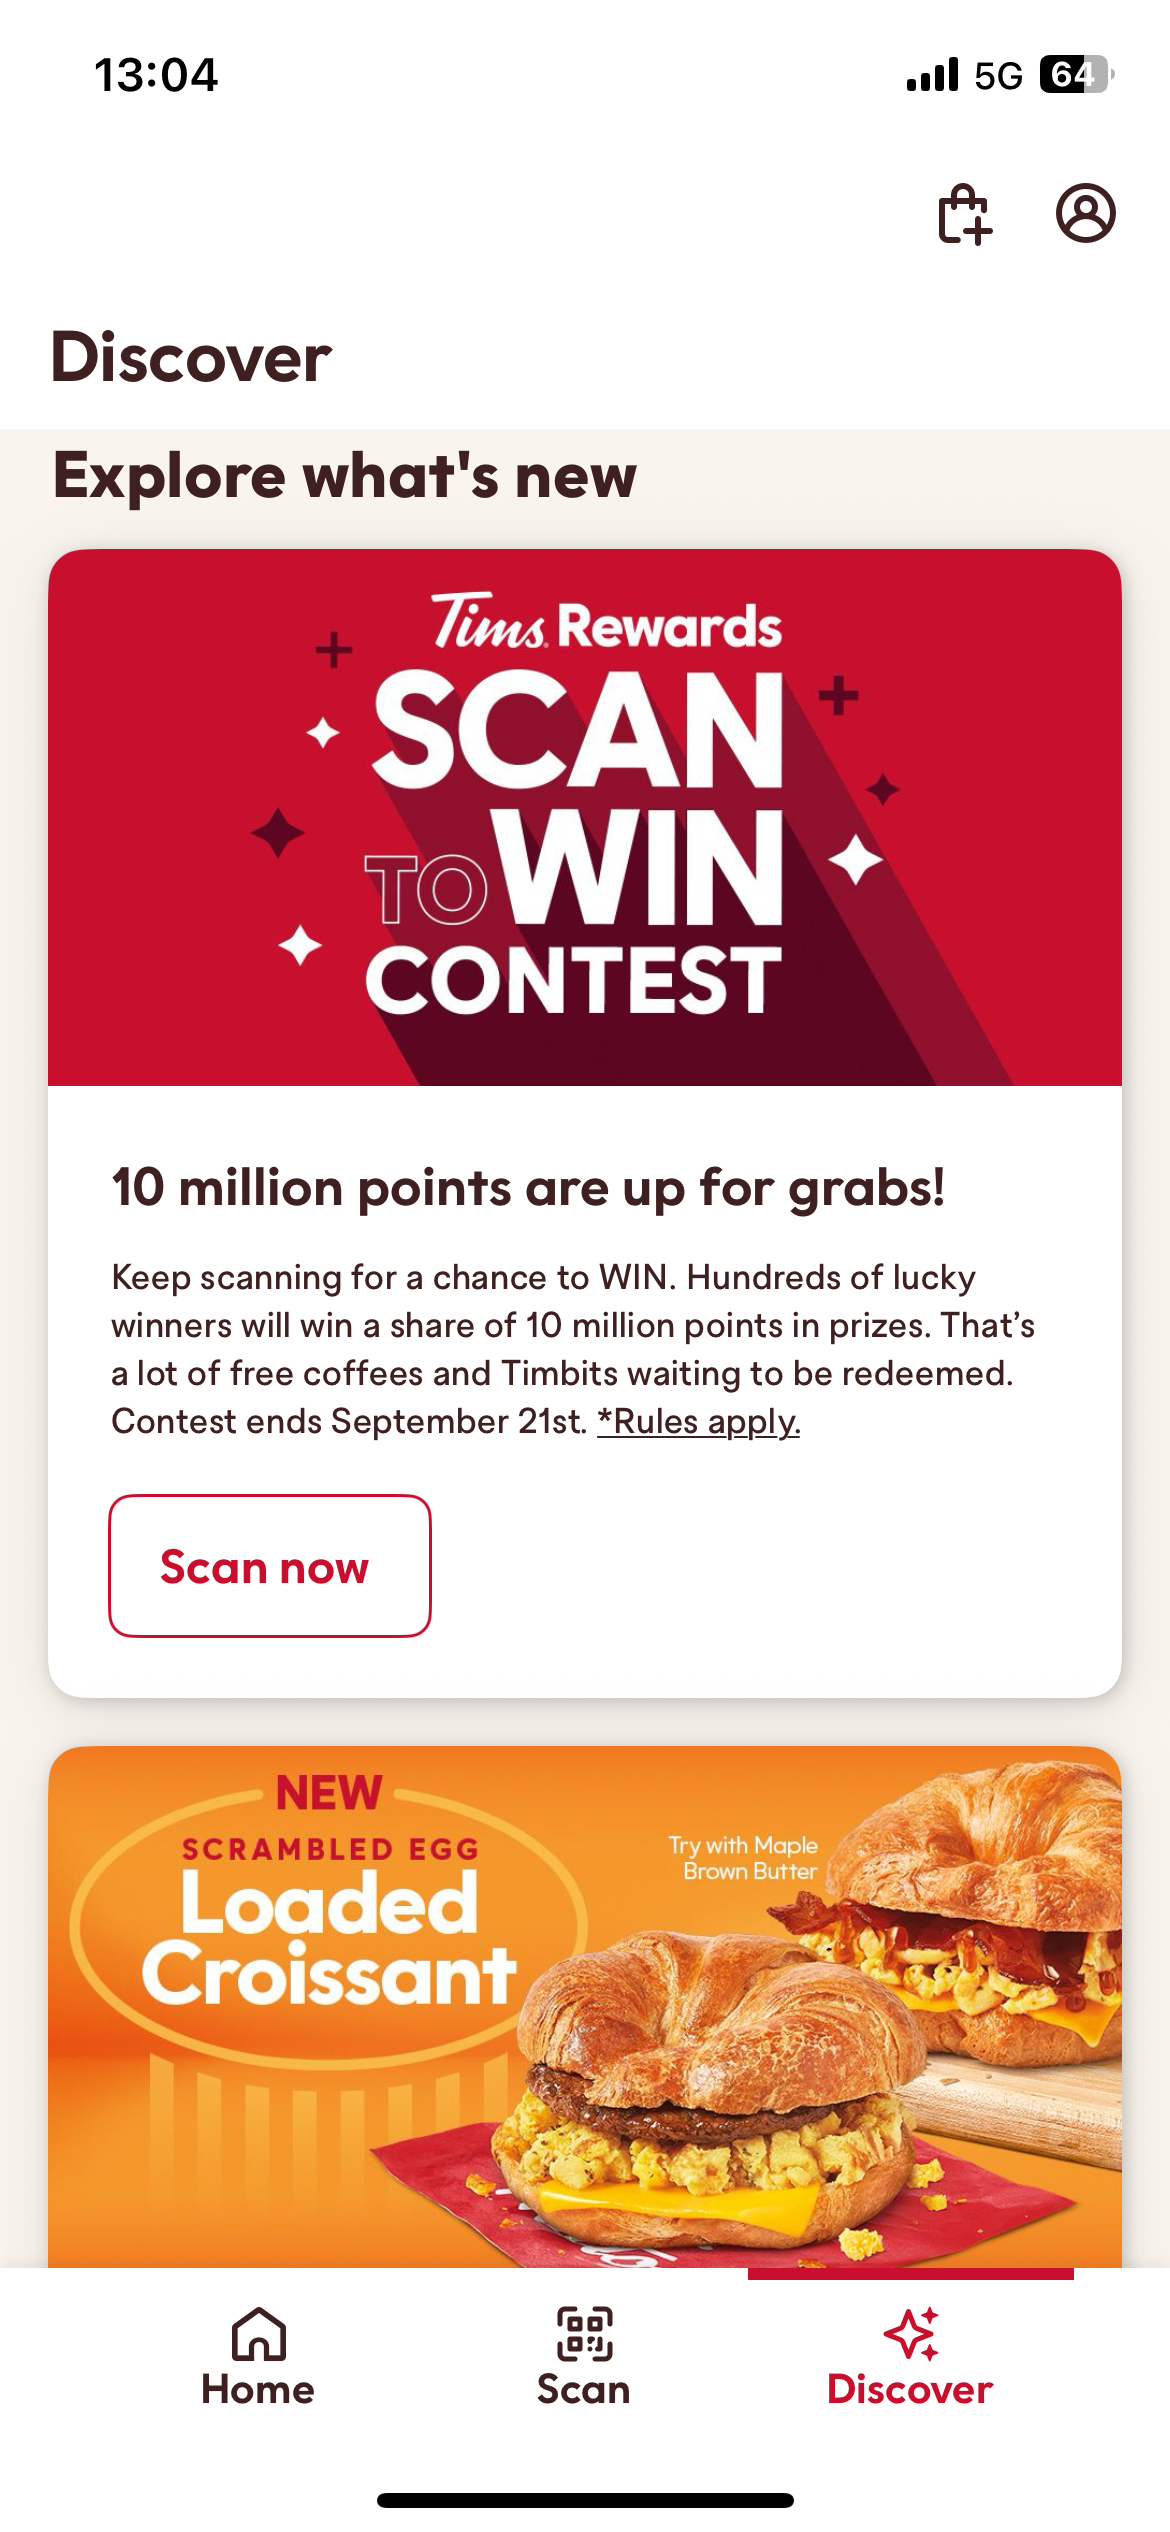 13:04
5G
64
Discover
Explore what's new
Tims Rewards
SCAN
TO WIN
CONTEST
10 million points are up for grabs!
Keep scanning for a chance to WIN. Hundreds of lucky
winners will win a share of 10 million points in prizes. That’s
a lot of free coffees and Timbits waiting to be redeemed.
Contest ends September 21st. *Rules apply.
Scan now
NEW
SCRAMBLED EGG
Loaded
Croissant
Try with Maple
Brown Butter
Home
Scan
Discover